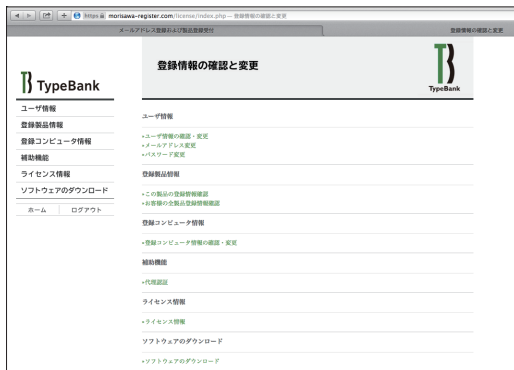 https morisawa-register.com/license/index.php — 登録情報の確認と変更
メールアドレス登録および製品登録受付
登録情報の確認と変更
TypeBank
ユーザ情報
登録製品情報
登録コンピュータ情報
補助機能
ライセンス情報
ソフトウェアのダウンロード
ホーム ログアウト
登録情報の確認と変更
TypeBank
ユーザ情報
»ユーザ情報の確認・変更
»メールアドレス変更
»パスワード変更
登録製品情報
»この製品の登録情報確認
»お客様の全製品登録情報確認
登録コンピュータ情報
»登録コンピュータ情報の確認・変更
補助機能
»代理認証
ライセンス情報
»ライセンス情報
ソフトウェアのダウンロード
»ソフトウェアのダウンロード